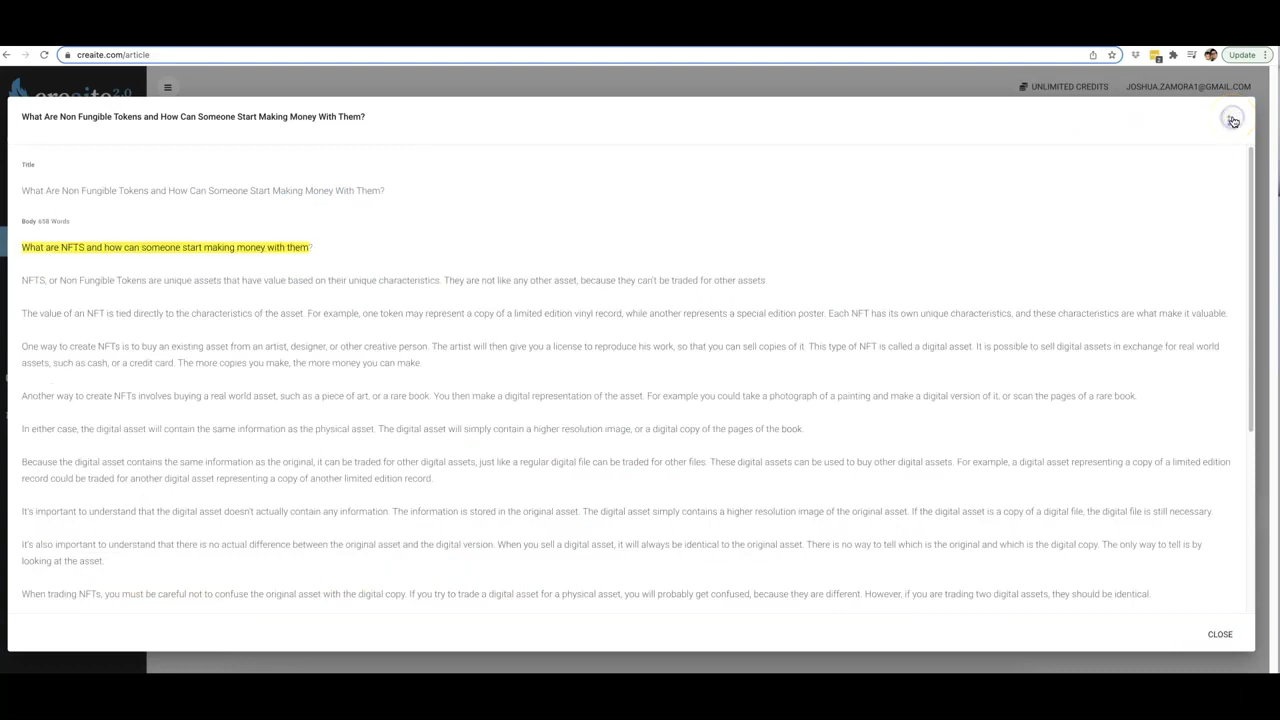 creaite.com/article
2
Update
creaite 2.0
UNLIMITED CREDITS
JOSHUA.ZAMORA1@GMAIL.COM
What Are Non Fungible Tokens and How Can Someone Start Making Money With Them?
Title
What Are Non Fungible Tokens and How Can Someone Start Making Money With Them?
Body 658 Words
What are NFTS and how can someone start making money with them?
NFTS, or Non Fungible Tokens are unique assets that have value based on their unique characteristics. They are not like any other asset, because they can't be traded for other assets
The value of an NFT is tied directly to the characteristics of the asset. For example, one token may represent a copy of a limited edition vinyl record, while another represents a special edition poster. Each NFT has its own unique characteristics, and these characteristics are what make it valuable.
One way to create NFTs is to buy an existing asset from an artist, designer, or other creative person. The artist will then give you a license to reproduce his work, so that you can sell copies of it. This type of NFT is called a digital asset. It is possible to sell digital assets in exchange for real world
assets, such as cash, or a credit card. The more copies you make, the more money you can make
Another way to create NFTs involves buying a real world asset, such as a piece of art, or a rare book. You then make a digital representation of the asset. For example you could take a photograph of a painting and make a digital version of it, or scan the pages of a rare book.
In either case, the digital asset will contain the same information as the physical asset. The digital asset will simply contain a higher resolution image, or a digital copy of the pages of the book.
Because the digital asset contains the same information as the original, it can be traded for other digital assets, just like a regular digital file can be traded for other files. These digital assets can be used to buy other digital assets. For example, a digital asset representing a copy of a limited edition
record could be traded for another digital asset representing a copy of another limited edition record.
It's important to understand that the digital asset doesn't actually contain any information. The information is stored in the original asset. The digital asset simply contains a higher resolution image of the original asset. If the digital asset is a copy of a digital file, the digital file is still necessary.
It's also important to understand that there is no actual difference between the original asset and the digital version. When you sell a digital asset, it will always be identical to the original asset. There is no way to tell which is the original and which is the digital copy. The only way to tell is by
looking at the asset.
When trading NFTs, you must be careful not to confuse the original asset with the digital copy. If you try to trade a digital asset for a physical asset, you will probably get confused, because they are different. However, if you are trading two digital assets, they should be identical.
CLOSE